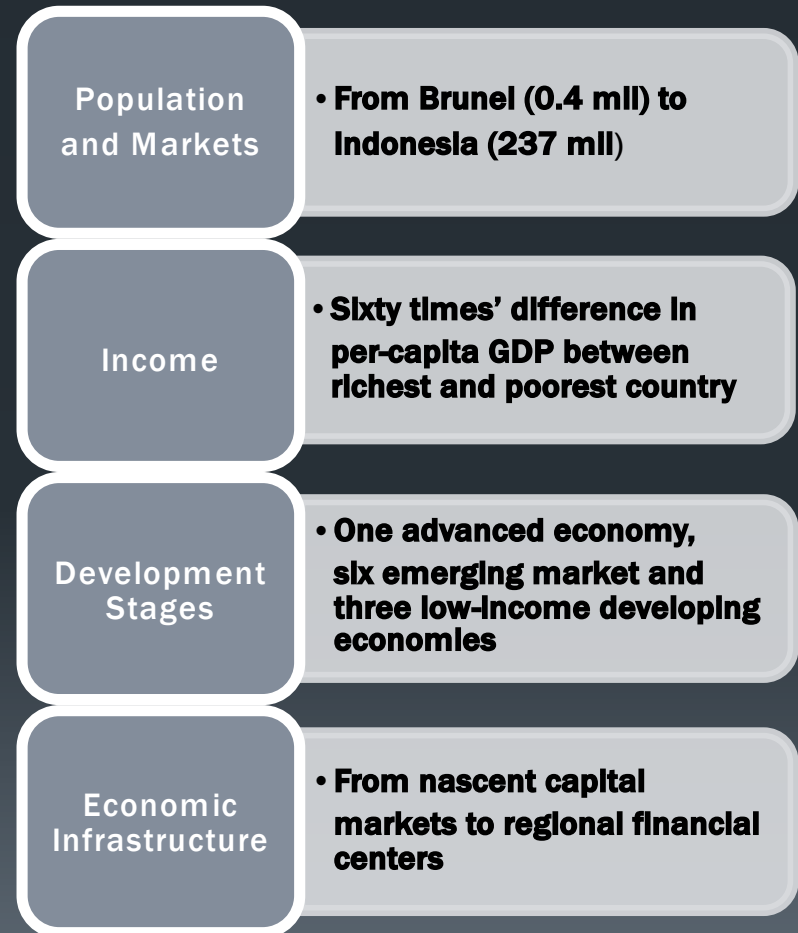 Population
and Markets
• From Brunei (0.4 mil) to
Indonesia (237 mil)
Income
• Sixty times’ difference in
per-capita GDP between
richest and poorest country
Development
Stages
• One advanced economy,
six emerging market and
three low-income developing
economies
Economic
Infrastructure
• From nascent capital
markets to regional financial
centers